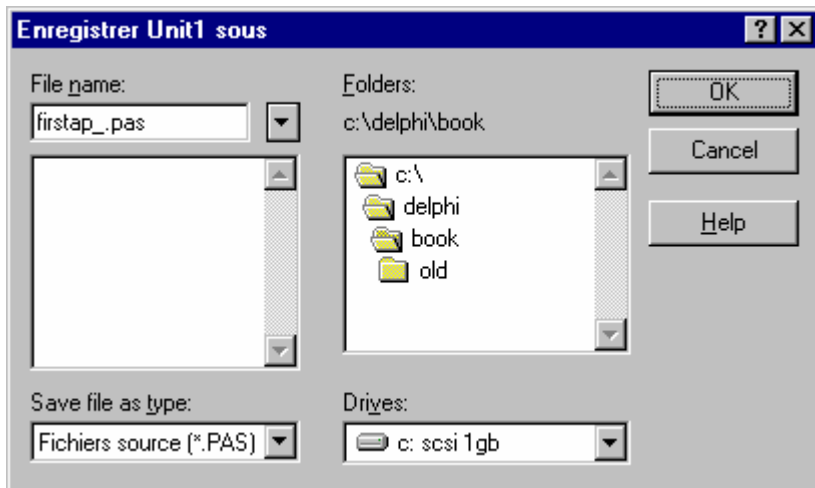 Enregistrer Unit1 sous
File name:
firstap_.pas
Folders:
c:\delphi\book
c:\
delphi
book
old
OK
Cancel
Help
Save file as type:
Fichiers source (*.PAS)
Drives:
c: scsi 1gb